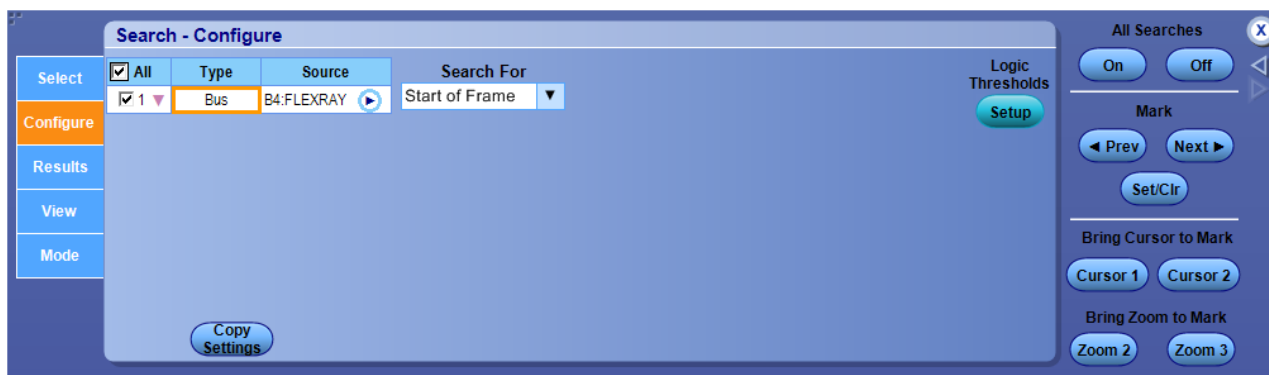 Search - Configure
Select
Configure
Results
View
Mode
All Type Source
1 Bus B4:FLEXRAY
Search For
Start of Frame ▼
Logic
Thresholds
Setup
Copy
Settings
All Searches
X
On Off
Mark
◄ Prev Next ►
Set/Clr
Bring Cursor to Mark
Cursor 1 Cursor 2
Bring Zoom to Mark
Zoom 2 Zoom 3